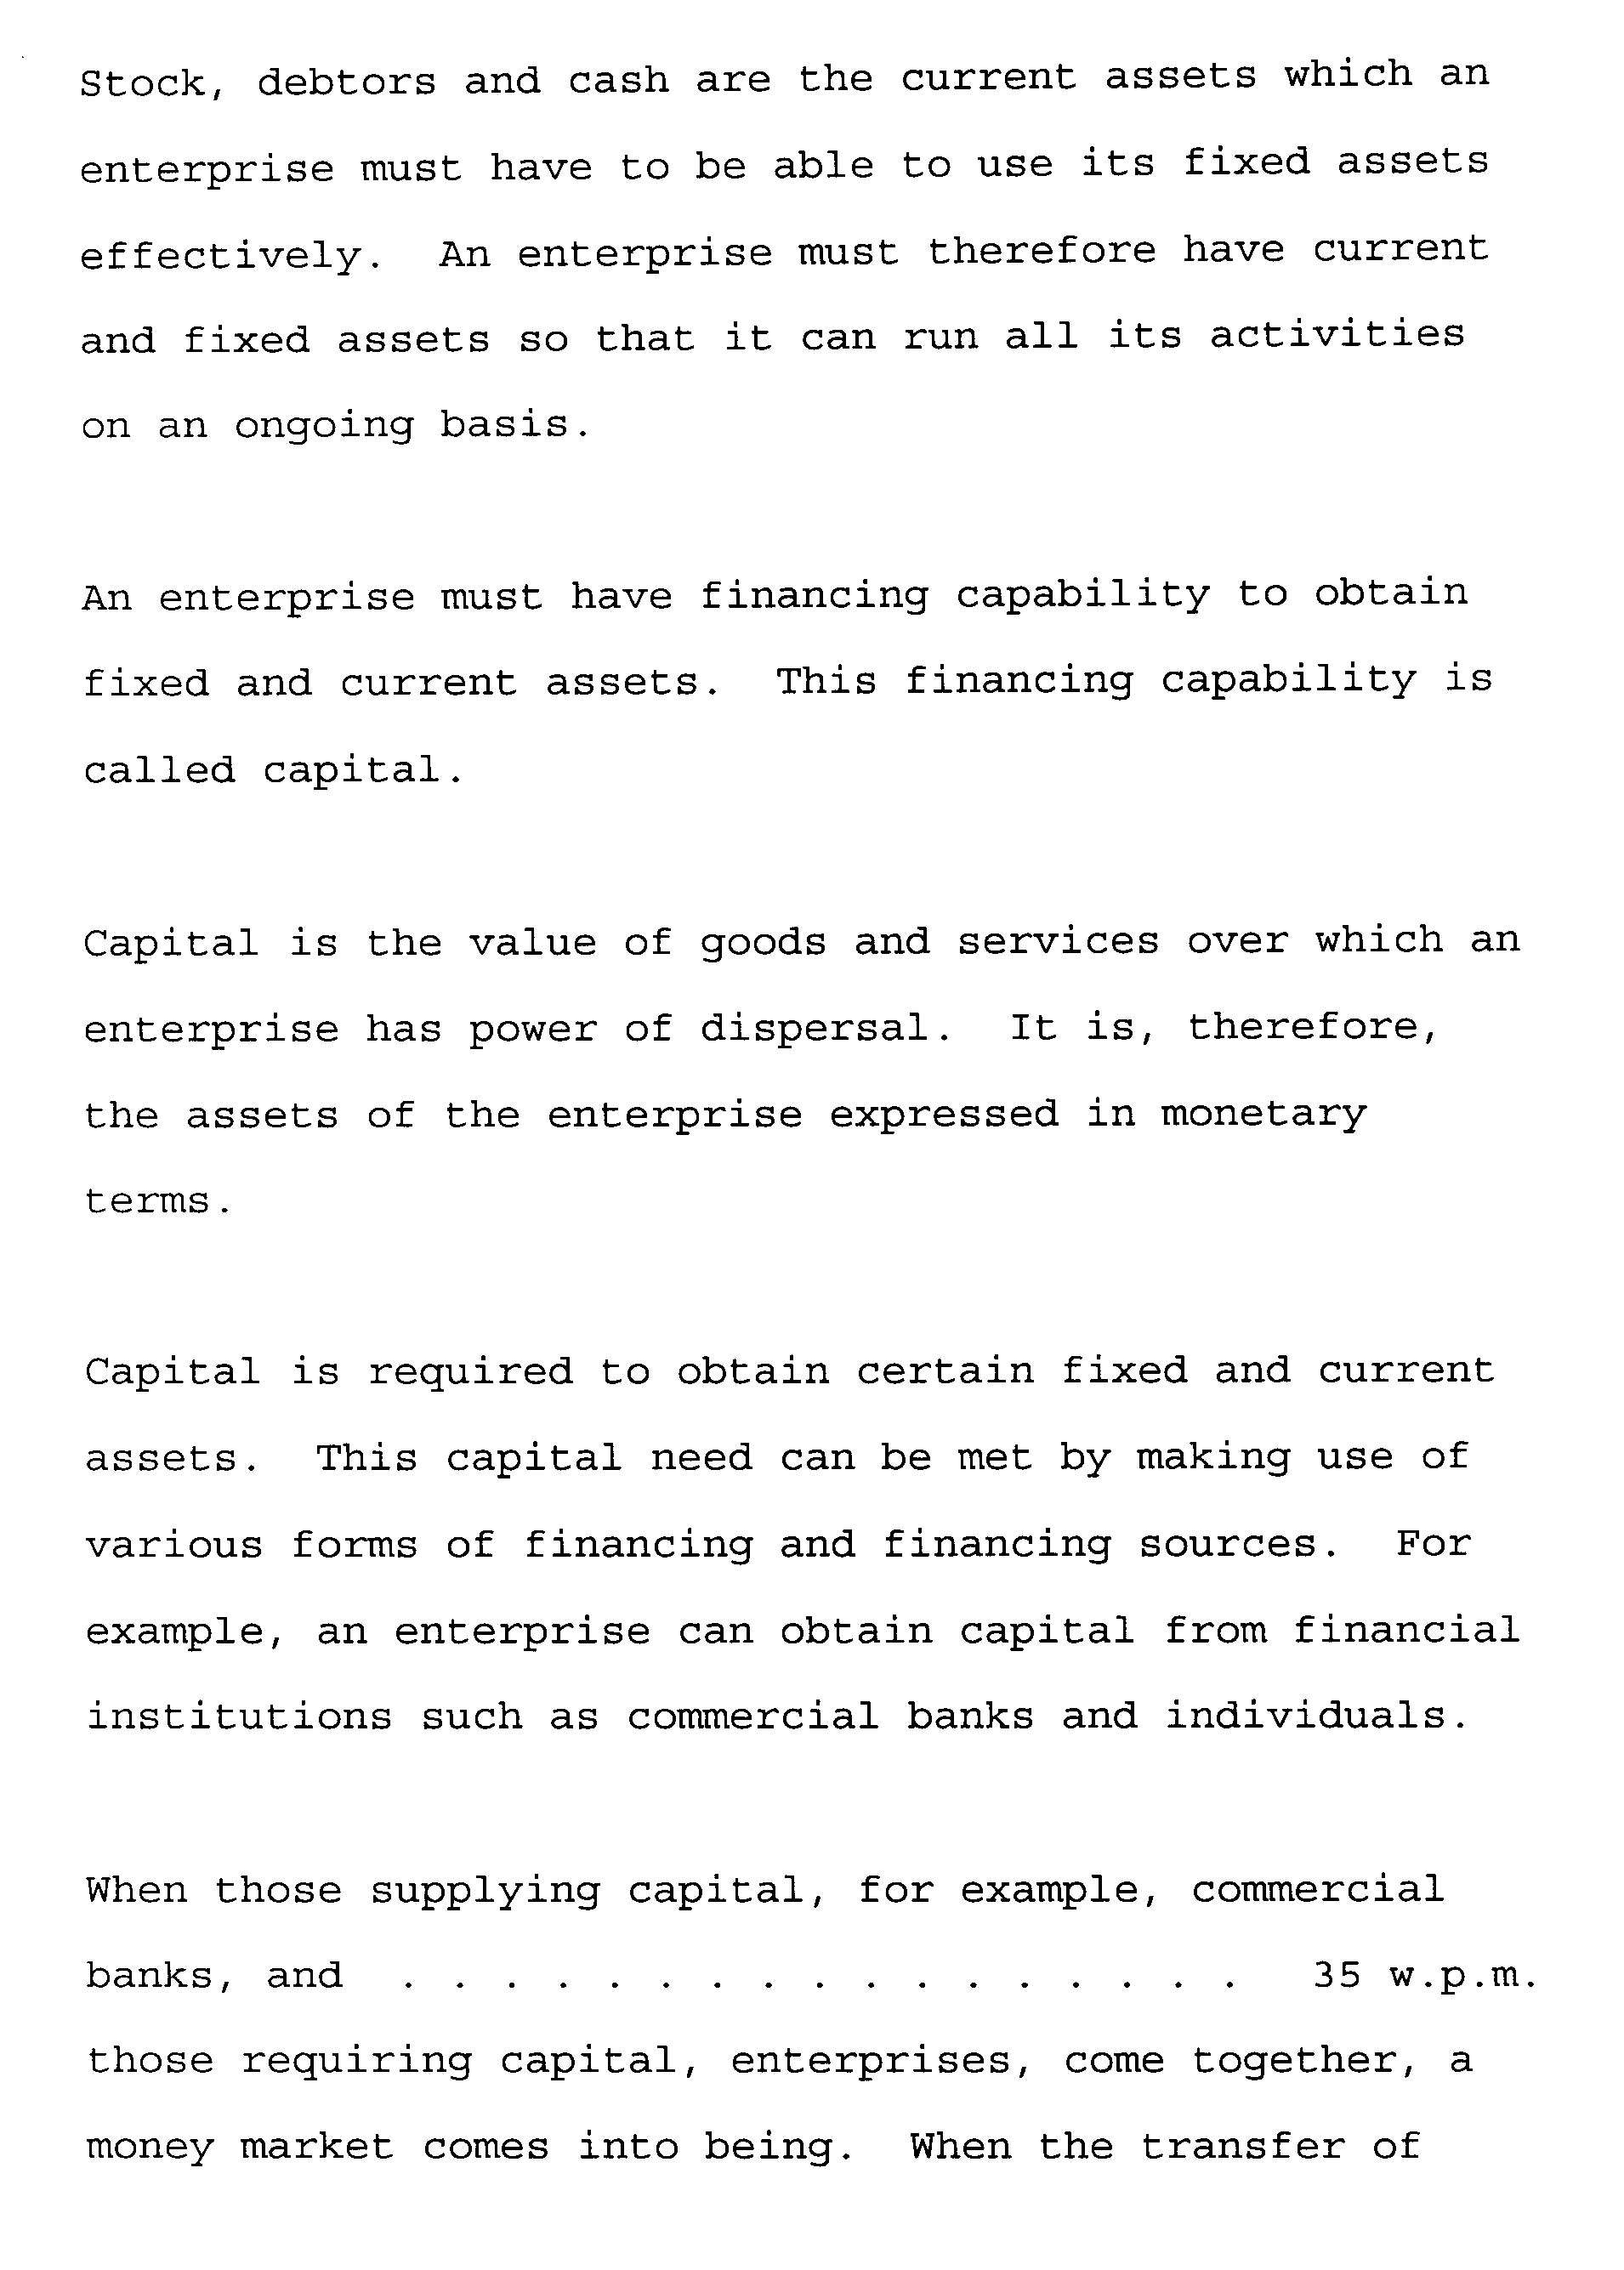 Stock, debtors and cash are the current assets which an
enterprise must have to be able to use its fixed assets
effectively.  An enterprise must therefore have current
and fixed assets so that it can run all its activities
on an ongoing basis.

An enterprise must have financing capability to obtain
fixed and current assets.  This financing capability is
called capital.

Capital is the value of goods and services over which an
enterprise has power of dispersal.  It is, therefore,
the assets of the enterprise expressed in monetary
terms.

Capital is required to obtain certain fixed and current
assets.  This capital need can be met by making use of
various forms of financing and financing sources.  For
example, an enterprise can obtain capital from financial
institutions such as commercial banks and individuals.

When those supplying capital, for example, commercial
banks, and  . . . . . . . . . . . . . . . . .  35 w.p.m.
those requiring capital, enterprises, come together, a
money market comes into being.  When the transfer of